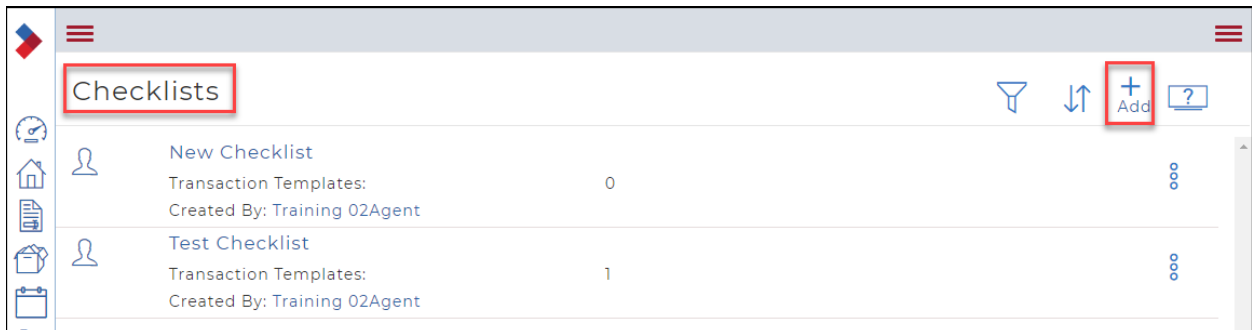 Checklists
Add
?
New Checklist
Transaction Templates: 0
Created By: Training 02Agent
Test Checklist
Transaction Templates: 1
Created By: Training 02Agent